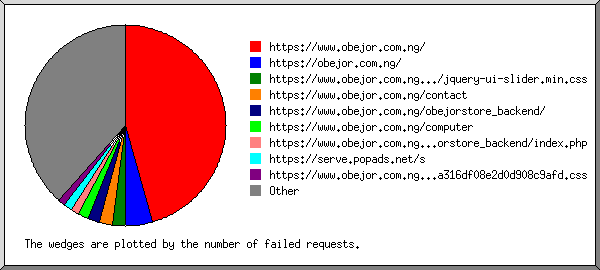 https://www.obejor.com.ng/
https://obejor.com.ng/
https://www.obejor.com.ng.../jquery-ui-slider.min.css
https://www.obejor.com.ng/contact
https://www.obejor.com.ng/obejorstore_backend/
https://www.obejor.com.ng/computer
https://www.obejor.com.ng...orstore_backend/index.php
https://serve.popads.net/s
https://www.obejor.com.ng...a316df08e2d0d908c9afd.css
Other
The wedges are plotted by the number of failed requests.